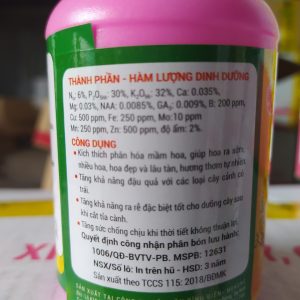 THÀNH PHẦN - HÀM LƯỢNG DINH DƯỠNG
Nts: 6%, P₂O₅hh: 30%, K₂Ohh: 32%, Ca: 0.035%,
Mg: 0.03%, NAA: 0.0085%, GA₃: 0.009%, B: 200 ppm,
Cu: 500 ppm, Fe: 250 ppm, Mo: 10 ppm
Mn: 250 ppm, Zn: 500 ppm, độ ẩm: 2%.
CÔNG DỤNG
• Kích thích phân hóa mầm hoa, giúp hoa ra sớm,
nhiều hoa, hoa đẹp và lâu tàn, hương thơm tự nhiên.
• Tăng khả năng đậu quả với các loại cây cảnh có
trái.
• Tăng khả năng ra rễ đặc biệt tốt cho dưỡng cây sau
khi cắt tỉa cành.
• Tăng sức chống chịu khi thời tiết không thuận lợi.
Quyết định công nhận phân bón lưu hành:
1006/QĐ-BVTV-PB. MSPB: 12631
NSX/Số lô: In trên hũ - HSD: 3 năm
Sản xuất theo TCCS 115: 2018/BĐMK
SẢN XUẤT TẠI CÔNG